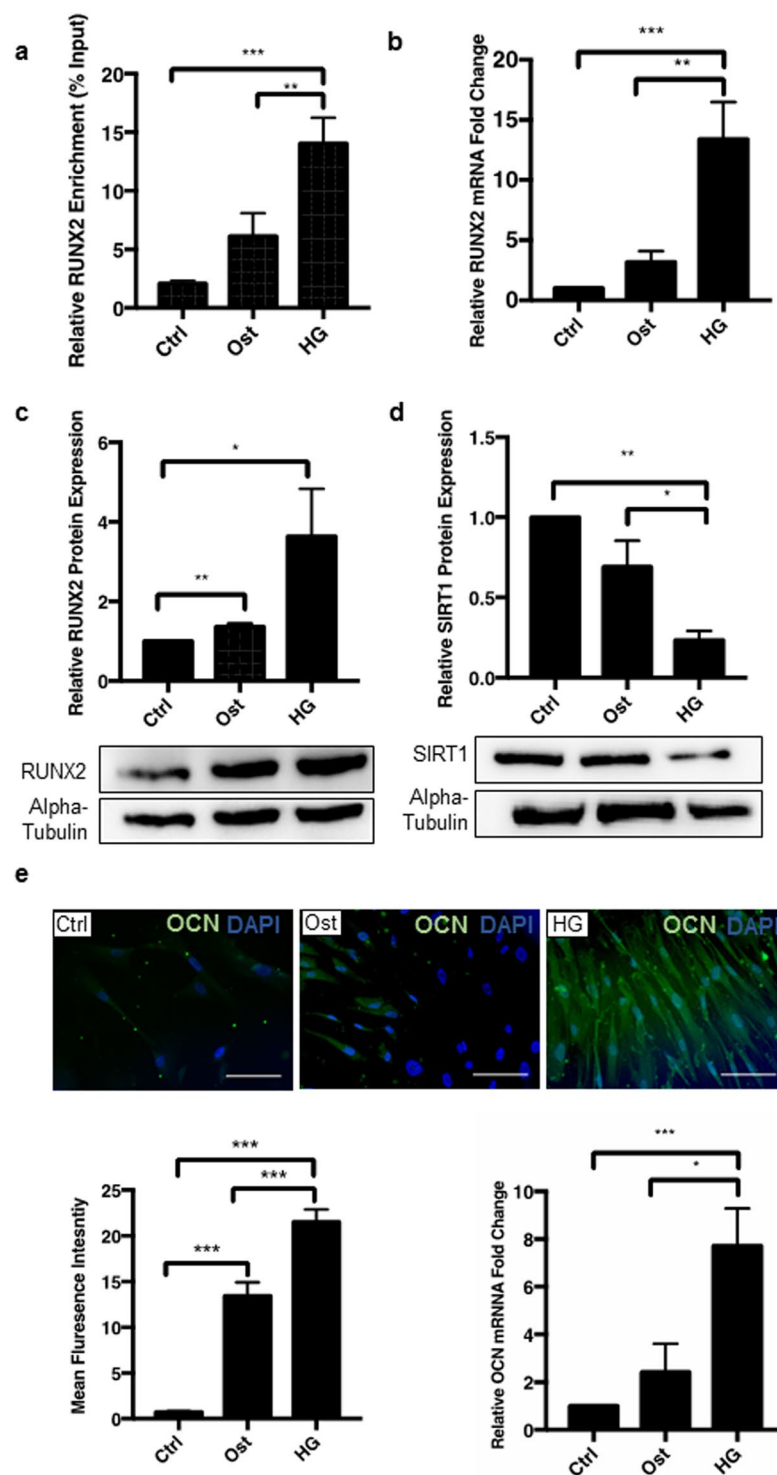 a
Relative RUNX2 Enrichment (% Input)
20
15
10
5
0
***
**
Ctrl
Ost
HG
b
Relative RUNX2 mRNA Fold Change
20
15
10
5
0
***
**
Ctrl
Ost
HG
c
Relative RUNX2 Protein Expression
6
4
2
0
*
**
Ctrl
Ost
HG
RUNX2
Alpha-
Tubulin
d
Relative SIRT1 Protein Expression
1.5
1.0
0.5
0.0
**
*
Ctrl
Ost
HG
SIRT1
Alpha-
Tubulin
e
Ctrl OCN DAPI
Ost OCN DAPI
HG OCN DAPI
Mean Fluresence Intesntiy
25
20
15
10
5
0
***
***
***
Ctrl
Ost
HG
Relative OCN mRNNA Fold Change
10
8
6
4
2
0
***
*
Ctrl
Ost
HG